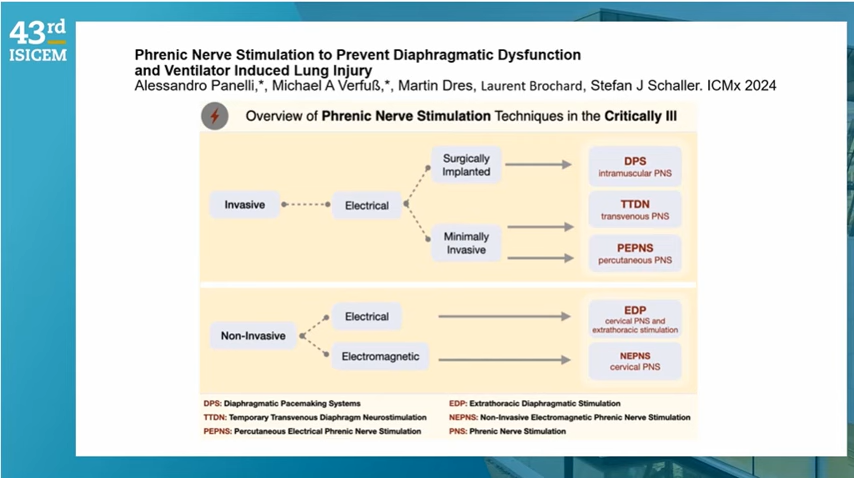 43rd
ISICEM
Phrenic Nerve Stimulation to Prevent Diaphragmatic Dysfunction
and Ventilator Induced Lung Injury
Alessandro Panelli,*, Michael A Verfuß,*, Martin Dres, Laurent Brochard, Stefan J Schaller. ICMx 2024
Overview of Phrenic Nerve Stimulation Techniques in the Critically Ill
Surgically
Implanted
DPS
intramuscular PNS
Invasive
Electrical
TTDN
transvenous PNS
Minimally
Invasive
PEPNS
percutaneous PNS
Non-Invasive
Electrical
EDP
cervical PNS and
extrathoracic stimulation
Electromagnetic
NEPNS
cervical PNS
DPS: Diaphragmatic Pacemaking Systems
TTDN: Temporary Transvenous Diaphragm Neurostimulation
PEPNS: Percutaneous Electrical Phrenic Nerve Stimulation
EDP: Extrathoracic Diaphragmatic Stimulation
NEPNS: Non-Invasive Electromagnetic Phrenic Nerve Stimulation
PNS: Phrenic Nerve Stimulation